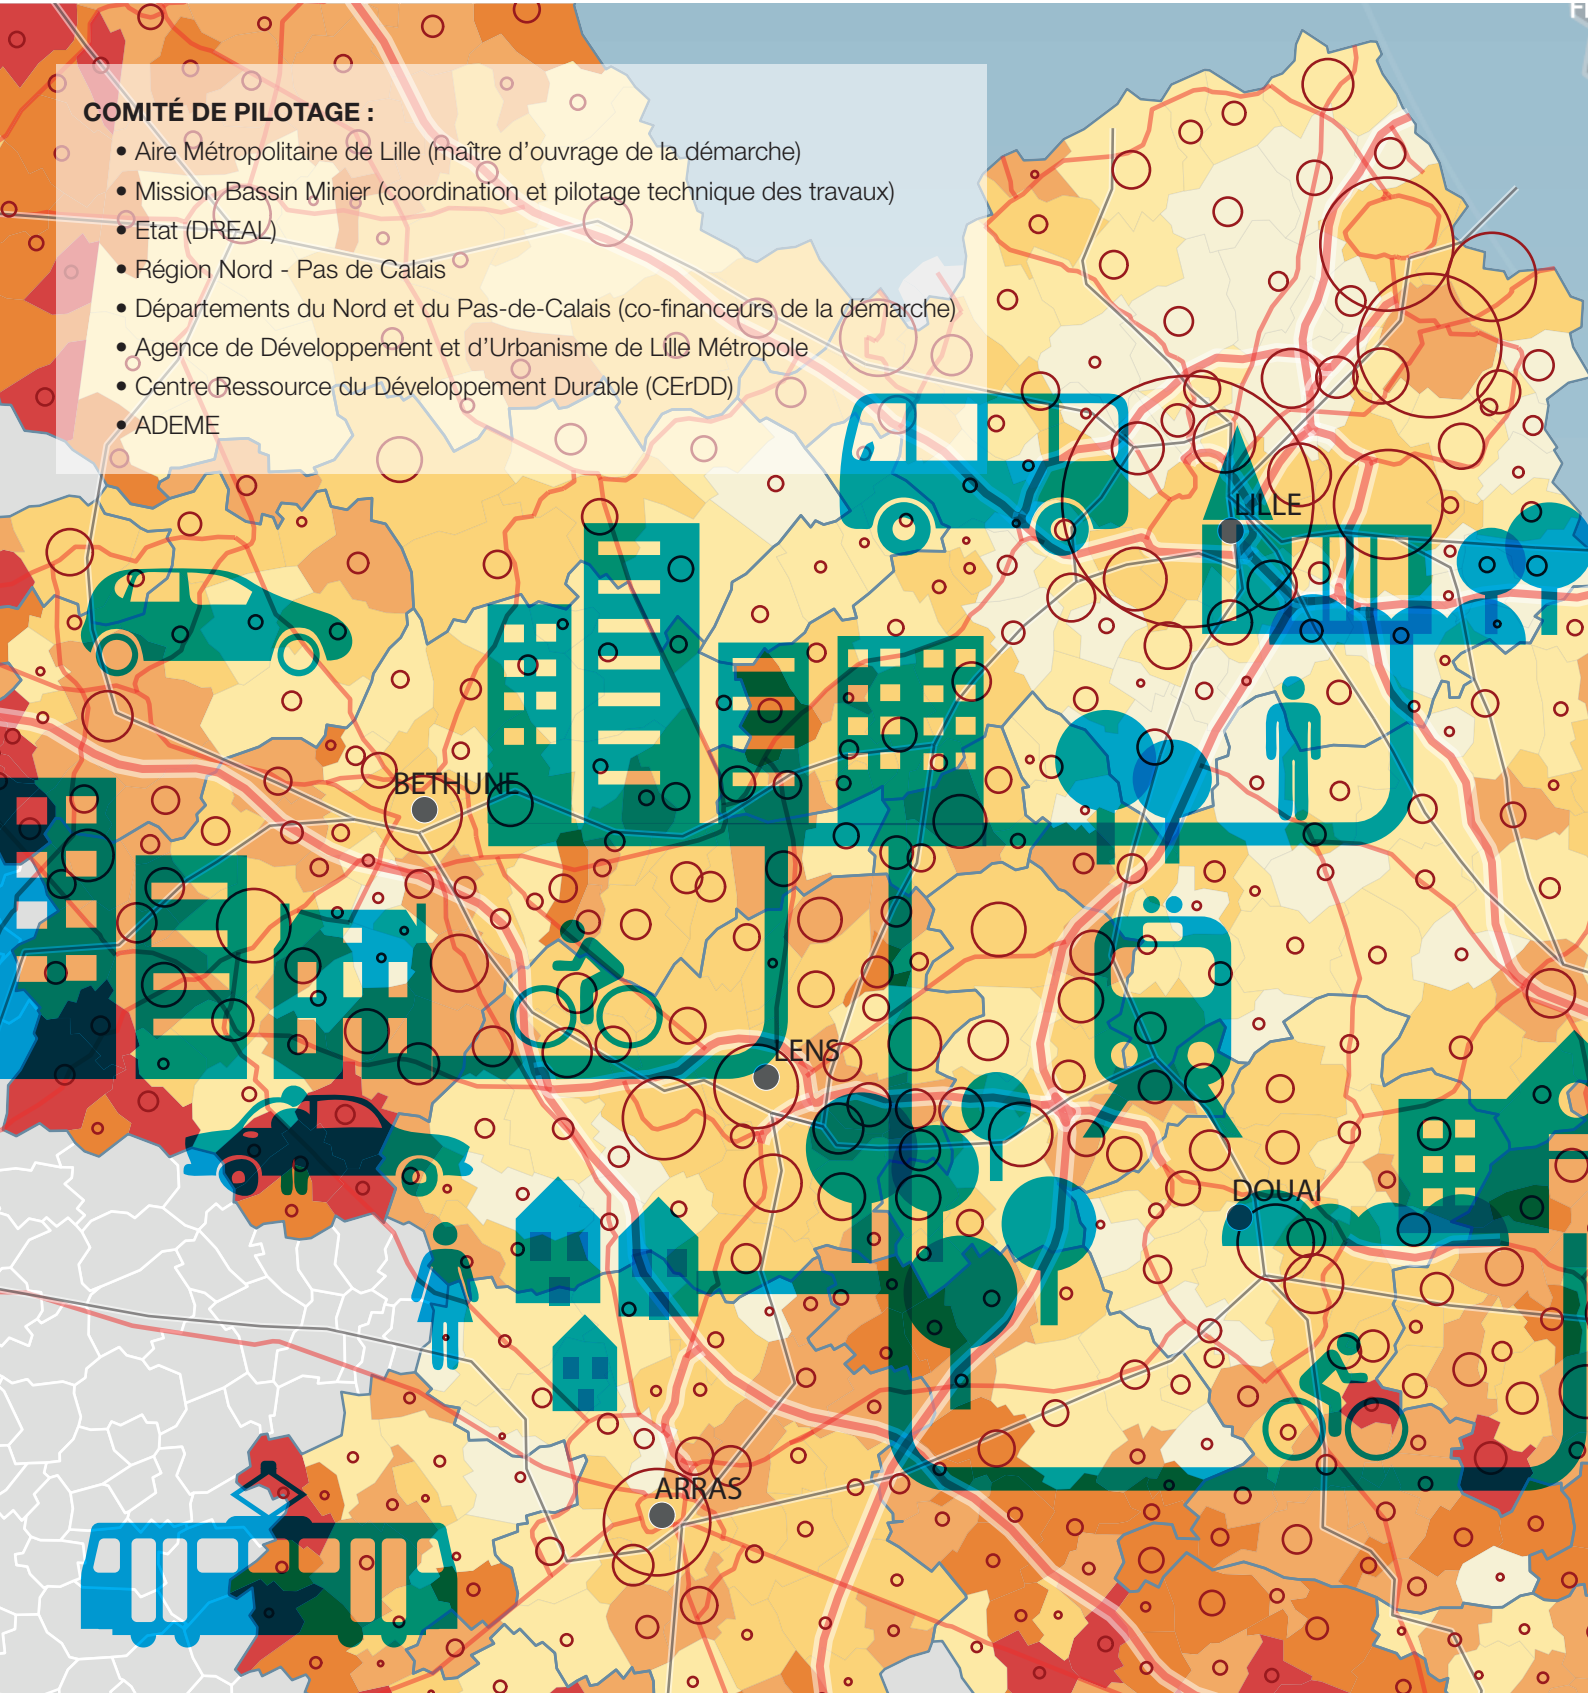 COMITÉ DE PILOTAGE :
• Aire Métropolitaine de Lille (maître d’ouvrage de la démarche)
• Mission Bassin Minier (coordination et pilotage technique des travaux)
• Etat (DREAL)
• Région Nord - Pas de Calais
• Départements du Nord et du Pas-de-Calais (co-financeurs de la démarche)
• Agence de Développement et d’Urbanisme de Lille Métropole
• Centre Ressource du Développement Durable (CErDD)
• ADEME
LILLE
BETHUNE
LENS
DOUAI
ARRAS